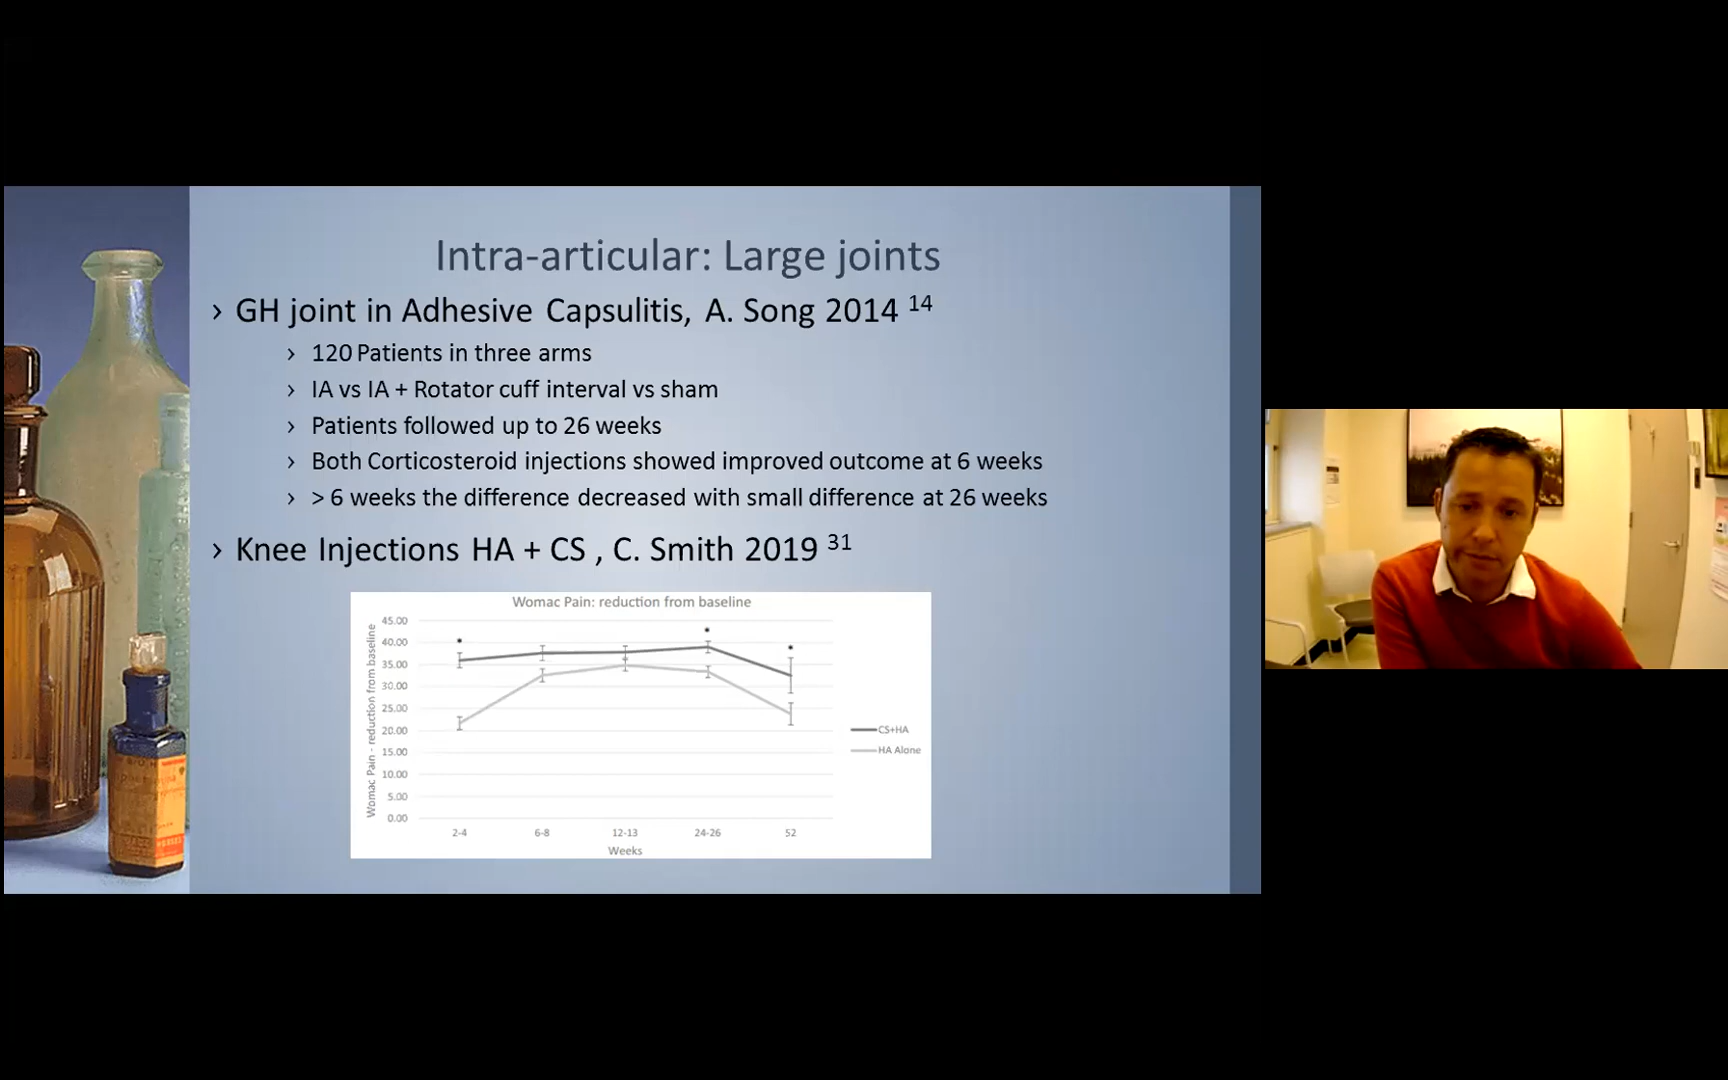 Intra-articular: Large joints
› GH joint in Adhesive Capsulitis, A. Song 2014 14
› 120 Patients in three arms
› IA vs IA + Rotator cuff interval vs sham
› Patients followed up to 26 weeks
› Both Corticosteroid injections showed improved outcome at 6 weeks
› > 6 weeks the difference decreased with small difference at 26 weeks
› Knee Injections HA + CS , C. Smith 2019 31
Womac Pain: reduction from baseline
Womac Pain - reduction from baseline
45.00
40.00
35.00
30.00
25.00
20.00
15.00
10.00
5.00
0.00
2-4
6-8
12-13
24-26
52
Weeks
CS+HA
HA Alone